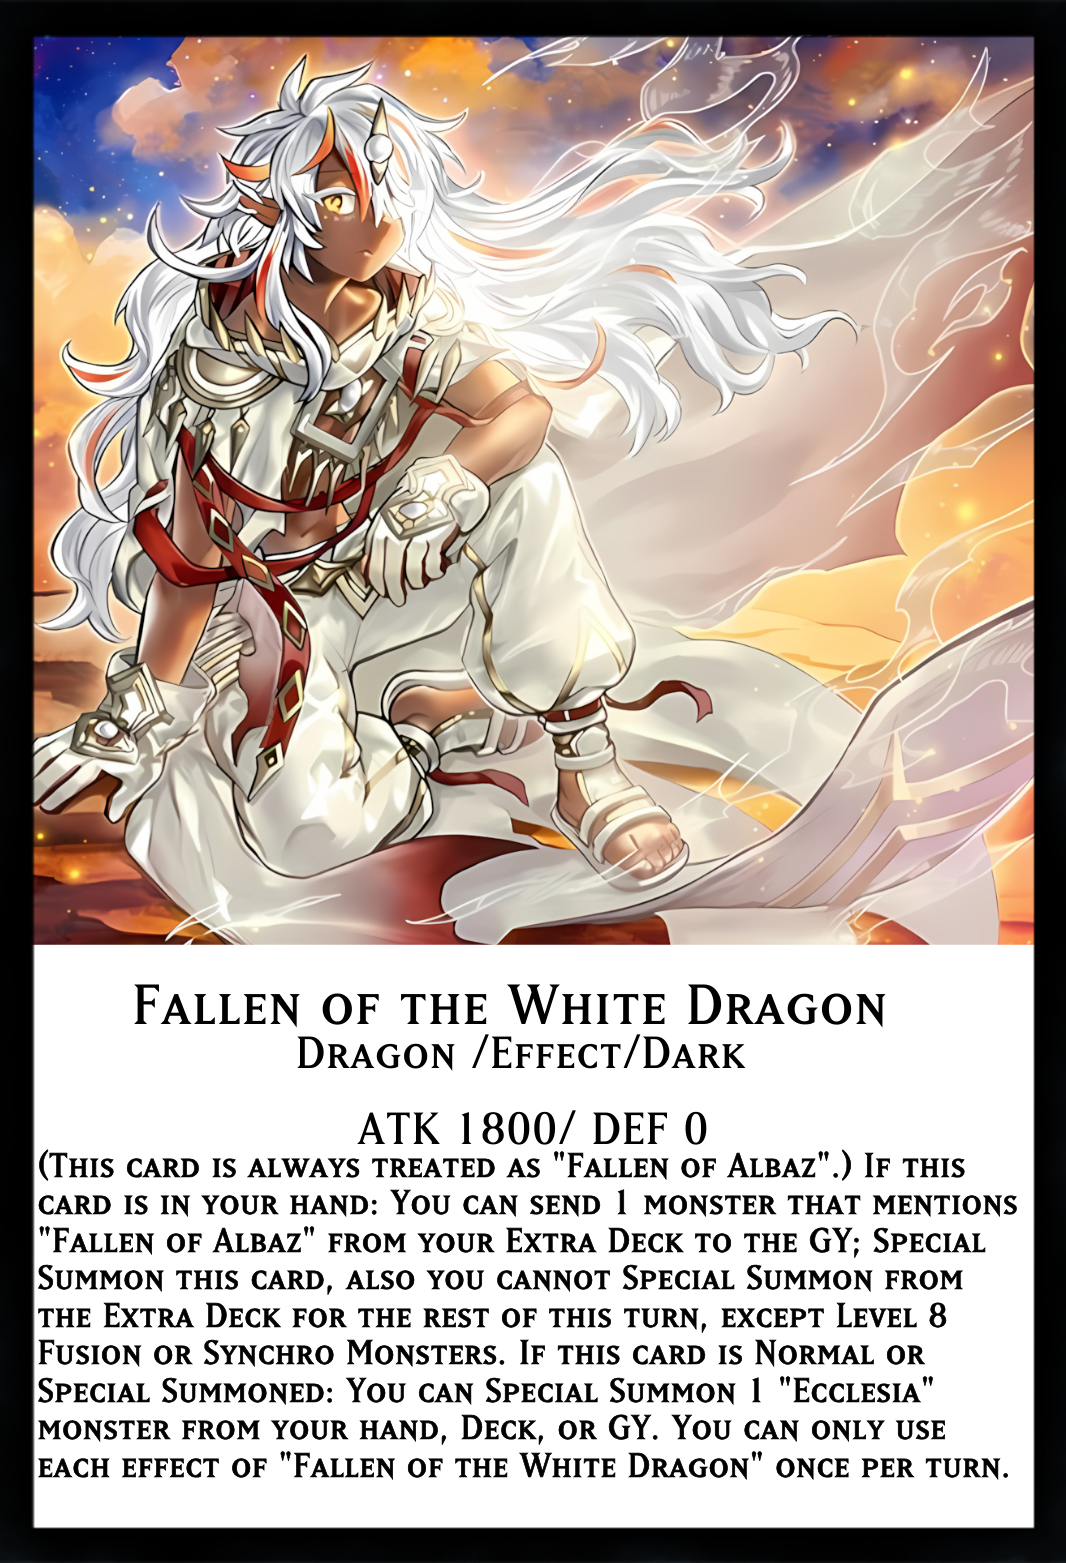 Fallen of the White Dragon
Dragon /Effect/Dark
ATK 1800/ DEF 0
(This card is always treated as "Fallen of Albaz".) If this
card is in your hand: You can send 1 monster that mentions
"Fallen of Albaz" from your Extra Deck to the GY; Special
Summon this card, also you cannot Special Summon from
the Extra Deck for the rest of this turn, except Level 8
Fusion or Synchro Monsters. If this card is Normal or
Special Summoned: You can Special Summon 1 "Ecclesia"
monster from your hand, Deck, or GY. You can only use
each effect of "Fallen of the White Dragon" once per turn.